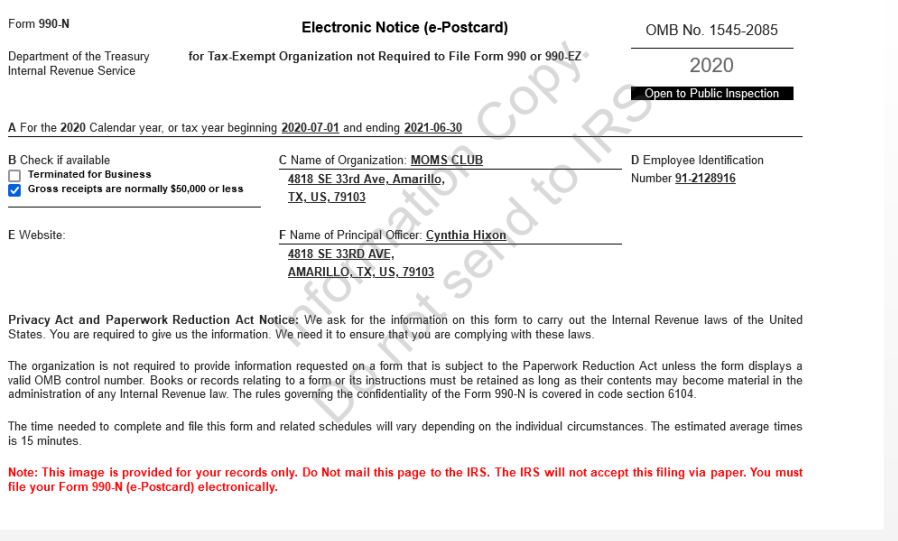 Form 990-N
Electronic Notice (e-Postcard)
OMB No. 1545-2085
Department of the Treasury
Internal Revenue Service
for Tax-Exempt Organization not Required to File Form 990 or 990-EZ
2020
Open to Public Inspection
A For the 2020 Calendar year, or tax year beginning 2020-07-01 and ending 2021-06-30
B Check if available
Terminated for Business
Gross receipts are normally $50,000 or less
C Name of Organization: MOMS CLUB
4818 SE 33rd Ave, Amarillo,
TX, US, 79103
D Employee Identification
Number 91-2128916
E Website:
F Name of Principal Officer: Cynthia Hixon
4818 SE 33RD AVE,
AMARILLO, TX, US, 79103
Privacy Act and Paperwork Reduction Act Notice: We ask for the information on this form to carry out the Internal Revenue laws of the United
States. You are required to give us the information. We need it to ensure that you are complying with these laws.
The organization is not required to provide information requested on a form that is subject to the Paperwork Reduction Act unless the form displays a
valid OMB control number. Books or records relating to a form or its instructions must be retained as long as their contents may become material in the
administration of any Internal Revenue law. The rules governing the confidentiality of the Form 990-N is covered in code section 6104.
The time needed to complete and file this form and related schedules will vary depending on the individual circumstances. The estimated average times
is 15 minutes.
Note: This image is provided for your records only. Do Not mail this page to the IRS. The IRS will not accept this filing via paper. You must
file your Form 990-N (e-Postcard) electronically.
Information Copy.
Do not send to IRS.